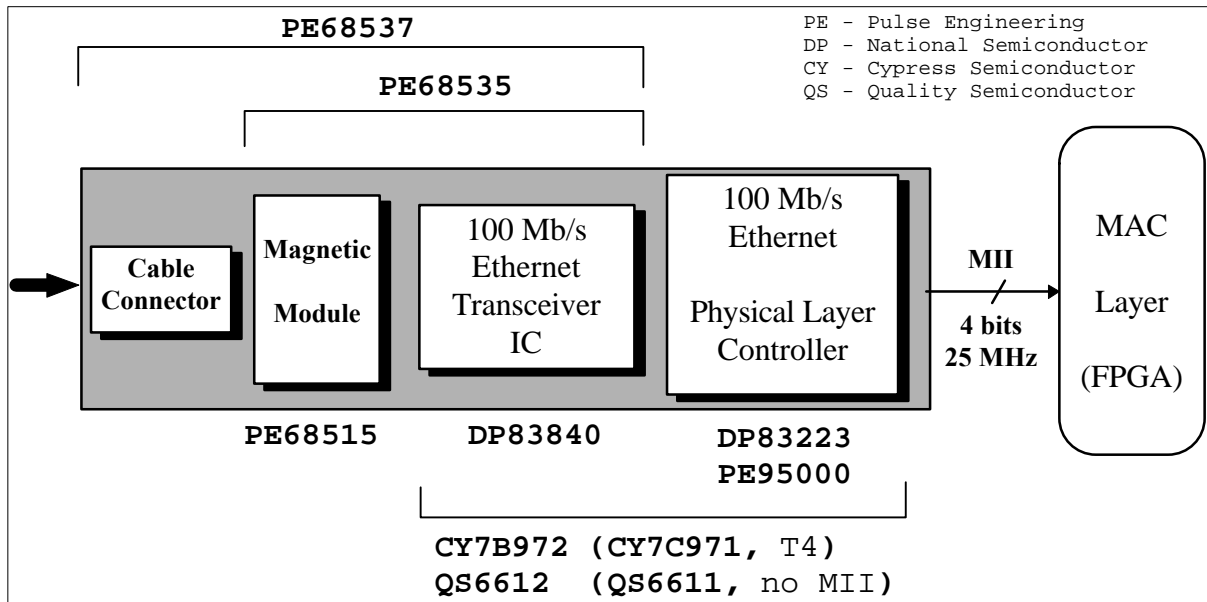 PE68537
PE - Pulse Engineering
DP - National Semiconductor
CY - Cypress Semiconductor
QS - Quality Semiconductor
PE68535
Cable
Connector
Magnetic
Module
100 Mb/s
Ethernet
Transceiver
IC
100 Mb/s
Ethernet
Physical Layer
Controller
MII
4 bits
25 MHz
MAC
Layer
(FPGA)
PE68515
DP83840
DP83223
PE95000
CY7B972 (CY7C971, T4)
QS6612 (QS6611, no MII)